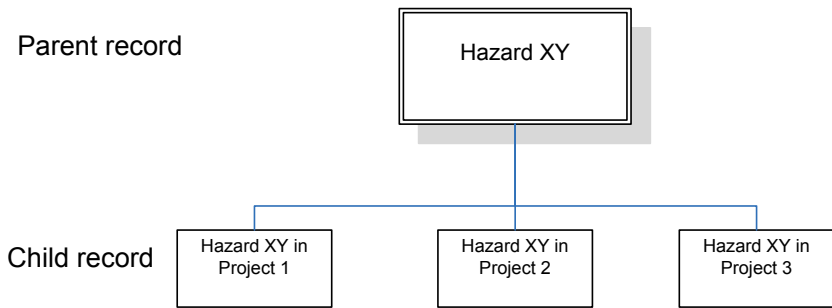 Parent record
Hazard XY
Child record
Hazard XY in
Project 1
Hazard XY in
Project 2
Hazard XY in
Project 3